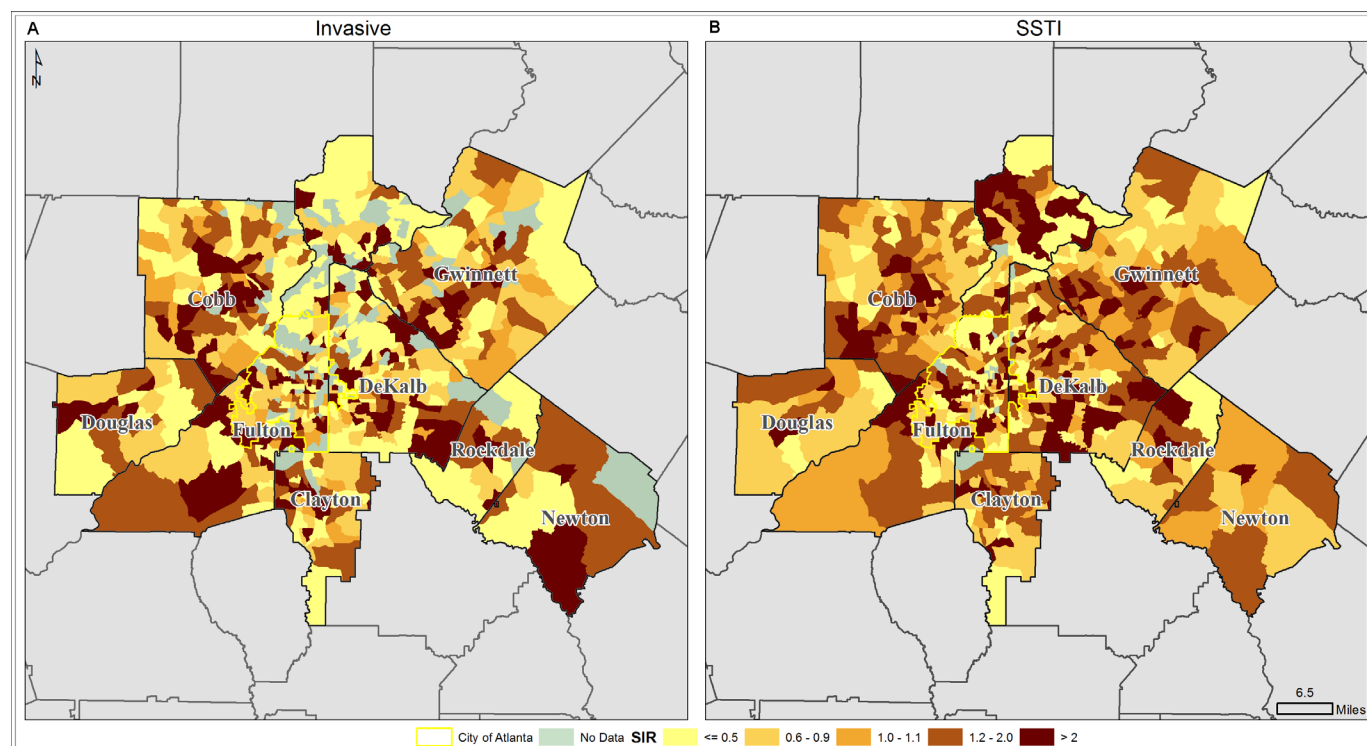 A Invasive B SSTI
N
Gwinnett Gwinnett
Cobb Cobb
DeKalb DeKalb
Douglas Fulton Rockdale Douglas Fulton Rockdale
Clayton Newton Clayton Newton
6.5
Miles
City of Atlanta No Data SIR <= 0.5 0.6 - 0.9 1.0 - 1.1 1.2 - 2.0 > 2